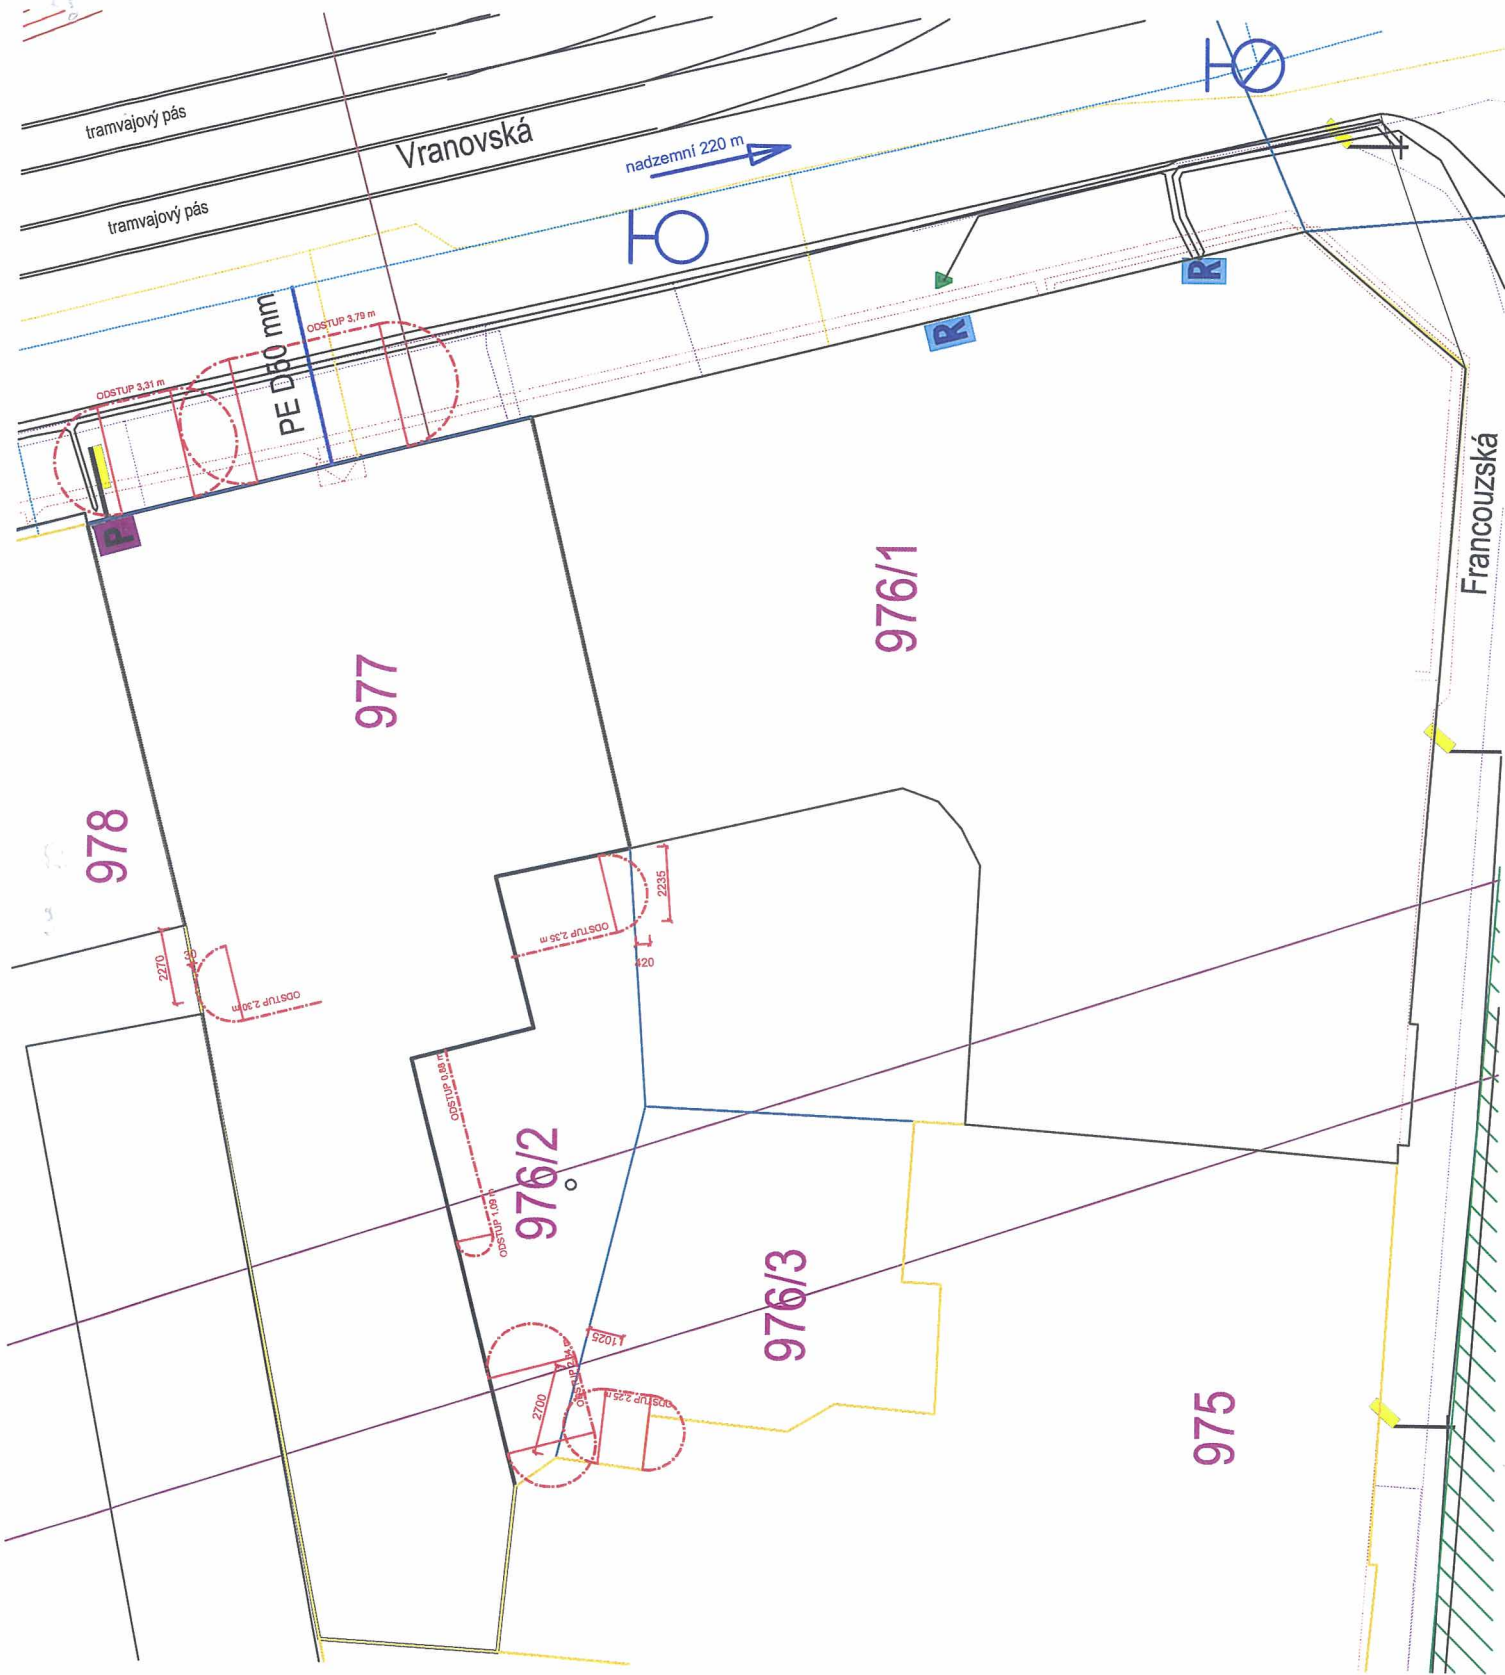 tramvajový pás
Vranovská
nadzemní 220 m
tramvajový pás
PE D50 mm
ODSTUP 3,79 m
ODSTUP 3,31 m
R
R
P
Francouzská
976/1
977
978
2235
ODSTUP 2,35 m
420
2270
30
ODSTUP 2,30 m
ODSTUP 0,88 m
976/2
ODSTUP 1,09 m
976/3
1025
2700
ODSTUP 2,25 m
975